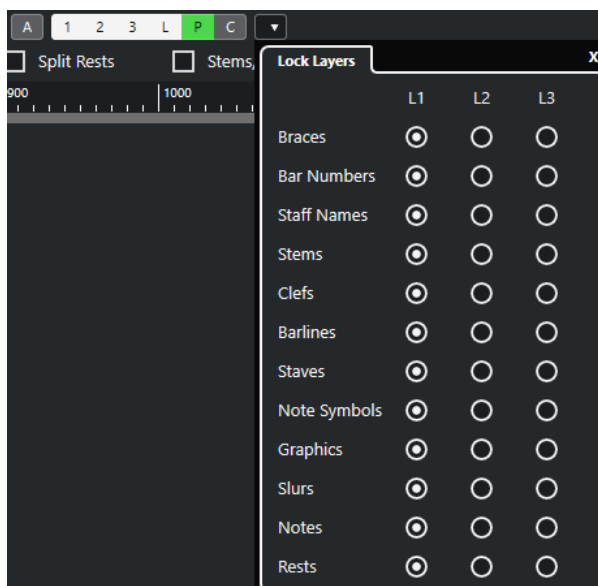 A 1 2 3 L P C
Split Rests Stems/
900 1000
Lock Layers X
L1 L2 L3
Braces
Bar Numbers
Staff Names
Stems
Clefs
Barlines
Staves
Note Symbols
Graphics
Slurs
Notes
Rests